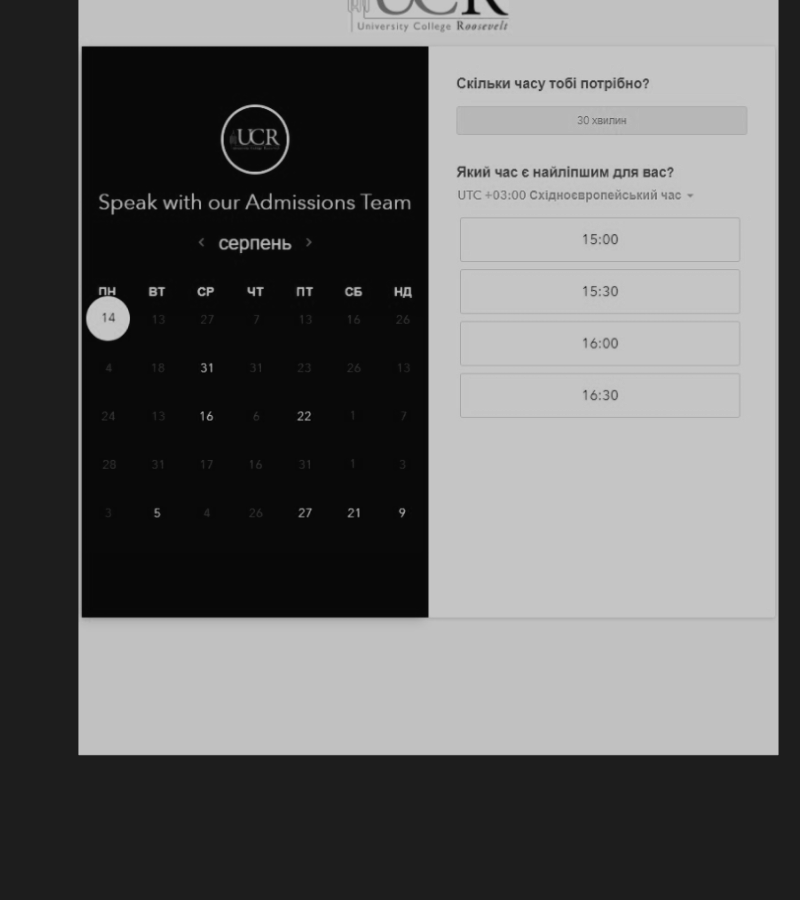 UCR
University College Roosevelt
UCR
Speak with our Admissions Team
‹ серпень ›
ПН ВТ СР ЧТ ПТ СБ НД
14 13 27 7 13 16 26
4 18 31 31 23 26 13
24 13 16 6 22 1 7
28 31 17 16 31 1 3
3 5 4 26 27 21 9
Скільки часу тобі потрібно?
30 хвилин
Який час є найліпшим для вас?
UTC +03:00 Східноєвропейський час
15:00
15:30
16:00
16:30